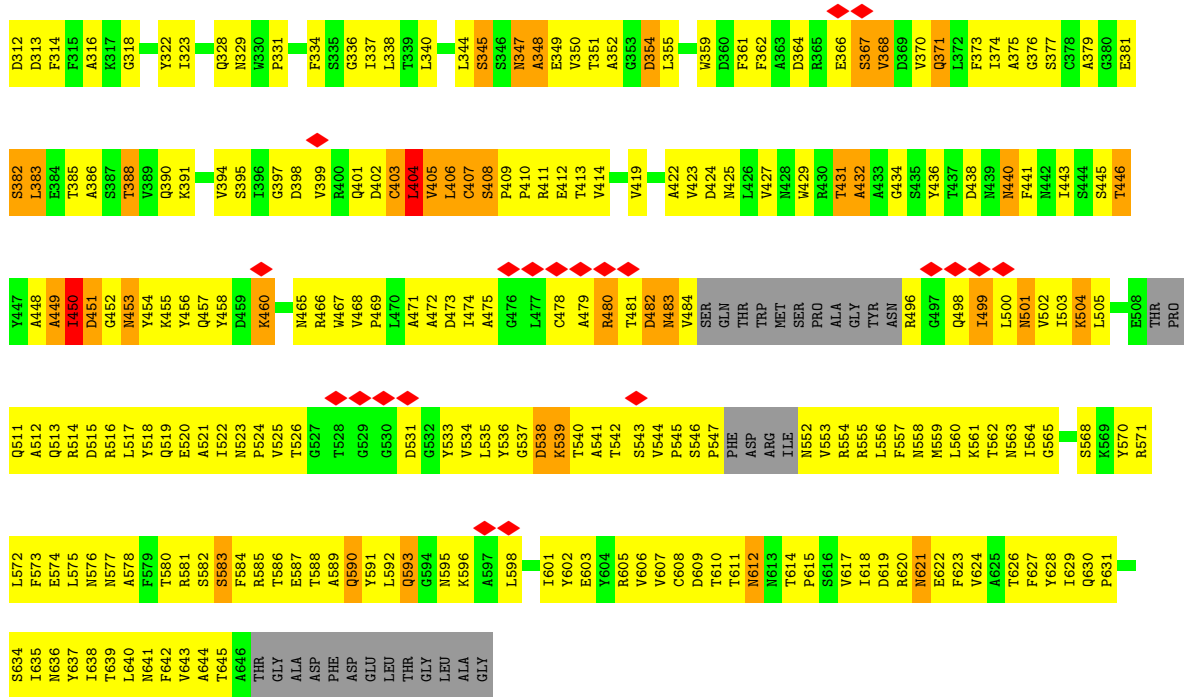 D312 D313 F314 F315 A316 K317 G318 Y322 I323 Q328 N329 W330 P331 F334 S335 G336 I337 L338 T339 L340 L344 S345 S346 N347 A348 E349 V350 T351 A352 G353 D354 L355 W359 D360 F361 F362 A363 D364 R365 E366 S367 V368 D369 V370 Q371 L372 F373 I374 A375 G376 S377 C378 A379 G380 E381
S382 L383 E384 T385 A386 S387 T388 V389 Q390 K391 V394 S395 I396 G397 D398 V399 R400 Q401 D402 C403 L404 V405 L406 C407 S408 P409 P410 R411 E412 T413 V414 V419 A422 V423 D424 N425 L426 V427 N428 W429 R430 T431 A432 A433 G434 S435 Y436 T437 D438 N439 N440 F441 N442 I443 S444 S445 T446
Y447 A448 A449 I450 D451 G452 N453 Y454 K455 Y456 Q457 Y458 D459 K460 N465 R466 W467 V468 P469 L470 A471 A472 D473 I474 A475 G476 L477 C478 A479 R480 T481 D482 N483 V484 SER GLN THR TRP MET SER PRO ALA GLY TYR ASN R496 G497 Q498 I499 L500 N501 V502 I503 K504 L505 E508 THR PRO
Q511 A512 Q513 R514 D515 R516 L517 Y518 Q519 E520 A521 I522 N523 P524 V525 T526 G527 T528 G529 G530 D531 G532 Y533 V534 L535 Y536 G537 D538 K539 T540 A541 T542 S543 V544 P545 S546 P547 PHE ASP ARG ILE N552 V553 R554 R555 L556 F557 N558 M559 L560 K561 T562 N563 I564 G565 S568 K569 Y570 R571
L572 F573 E574 L575 N576 N577 A578 F579 T580 R581 S582 S583 F584 R585 T586 E587 T588 A589 Q590 Y591 L592 Q593 G594 N595 K596 A597 L598 I601 Y602 E603 Y604 R605 V606 V607 C608 D609 T610 T611 N612 N613 T614 P615 S616 V617 I618 D619 R620 N621 E622 F623 V624 A625 T626 F627 Y628 I629 Q630 P631
S634 I635 N636 Y637 I638 T639 L640 N641 F642 V643 A644 T645 A646 THR GLY ALA ASP PHE ASP GLU LEU THR GLY LEU ALA GLY